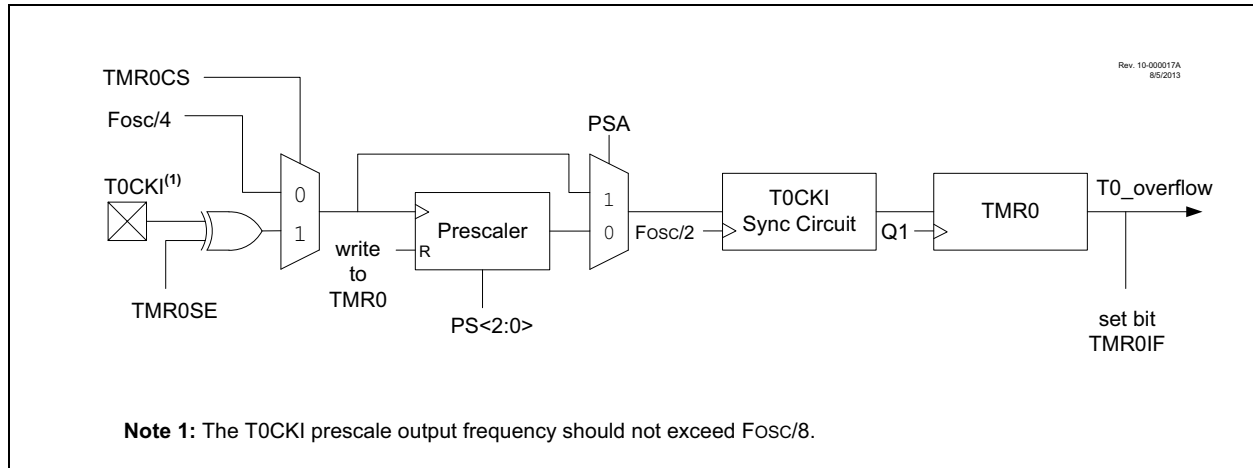 Rev. 10-000017A
8/5/2013
TMR0CS
Fosc/4
T0CKI(1)
TMR0SE
0
1
write
to
TMR0
Prescaler
R
PS<2:0>
PSA
1
0
FOSC/2
T0CKI
Sync Circuit
Q1
TMR0
T0_overflow
set bit
TMR0IF
Note 1: The T0CKI prescale output frequency should not exceed FOSC/8.